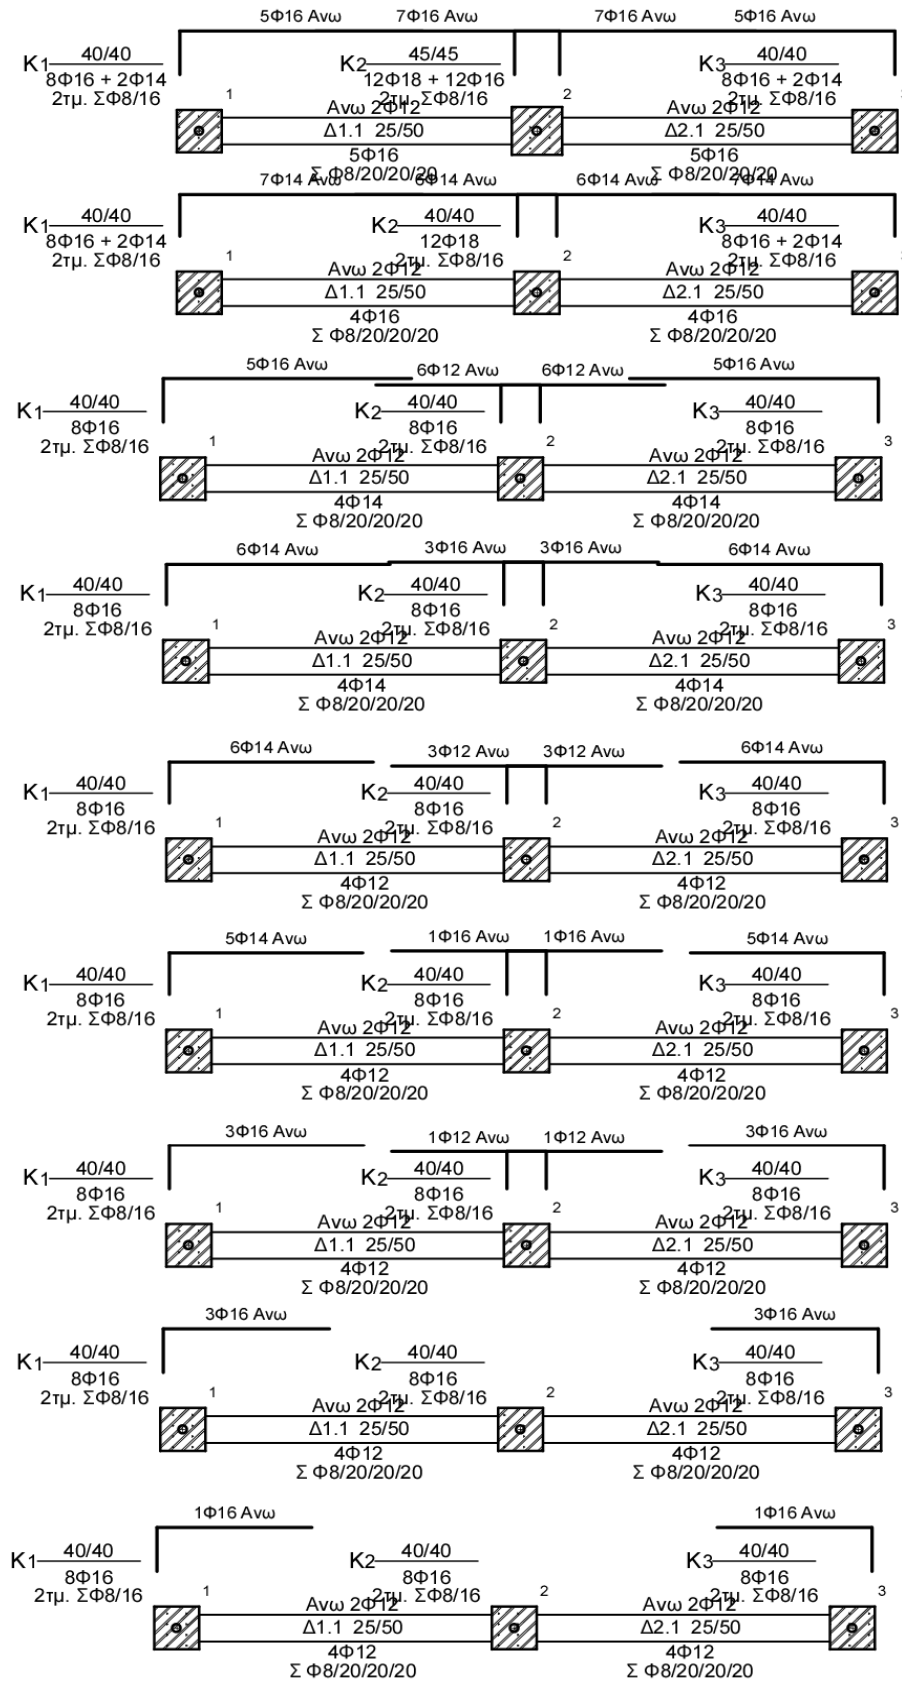 5Φ16 Ανω 7Φ16 Ανω 7Φ16 Ανω 5Φ16 Ανω
K1 40/40 K2 45/45 K3 40/40
8Φ16 + 2Φ14 12Φ18 + 12Φ16 8Φ16 + 2Φ14
2τμ. ΣΦ8/16 2τμ. ΣΦ8/16 2τμ. ΣΦ8/16
1 2
Ανω 2Φ12 Ανω 2Φ12
Δ1.1 25/50 Δ2.1 25/50
5Φ16 5Φ16
Σ Φ8/20/20/20 Σ Φ8/20/20/20
7Φ14 Ανω 6Φ14 Ανω 6Φ14 Ανω 7Φ14 Ανω
K1 40/40 K2 40/40 K3 40/40
8Φ16 + 2Φ14 12Φ18 8Φ16 + 2Φ14
2τμ. ΣΦ8/16 2τμ. ΣΦ8/16 2τμ. ΣΦ8/16
1 2
Ανω 2Φ12 Ανω 2Φ12
Δ1.1 25/50 Δ2.1 25/50
4Φ16 4Φ16
Σ Φ8/20/20/20 Σ Φ8/20/20/20
5Φ16 Ανω 6Φ12 Ανω 6Φ12 Ανω 5Φ16 Ανω
K1 40/40 K2 40/40 K3 40/40
8Φ16 8Φ16 8Φ16
2τμ. ΣΦ8/16 2τμ. ΣΦ8/16 2τμ. ΣΦ8/16
1 2 3
Ανω 2Φ12 Ανω 2Φ12
Δ1.1 25/50 Δ2.1 25/50
4Φ14 4Φ14
Σ Φ8/20/20/20 Σ Φ8/20/20/20
6Φ14 Ανω 3Φ16 Ανω 3Φ16 Ανω 6Φ14 Ανω
K1 40/40 K2 40/40 K3 40/40
8Φ16 8Φ16 8Φ16
2τμ. ΣΦ8/16 2τμ. ΣΦ8/16 2τμ. ΣΦ8/16
1 2 3
Ανω 2Φ12 Ανω 2Φ12
Δ1.1 25/50 Δ2.1 25/50
4Φ14 4Φ14
Σ Φ8/20/20/20 Σ Φ8/20/20/20
6Φ14 Ανω 3Φ12 Ανω 3Φ12 Ανω 6Φ14 Ανω
K1 40/40 K2 40/40 K3 40/40
8Φ16 8Φ16 8Φ16
2τμ. ΣΦ8/16 2τμ. ΣΦ8/16 2τμ. ΣΦ8/16
1 2 3
Ανω 2Φ12 Ανω 2Φ12
Δ1.1 25/50 Δ2.1 25/50
4Φ12 4Φ12
Σ Φ8/20/20/20 Σ Φ8/20/20/20
5Φ14 Ανω 1Φ16 Ανω 1Φ16 Ανω 5Φ14 Ανω
K1 40/40 K2 40/40 K3 40/40
8Φ16 8Φ16 8Φ16
2τμ. ΣΦ8/16 2τμ. ΣΦ8/16 2τμ. ΣΦ8/16
1 2 3
Ανω 2Φ12 Ανω 2Φ12
Δ1.1 25/50 Δ2.1 25/50
4Φ12 4Φ12
Σ Φ8/20/20/20 Σ Φ8/20/20/20
3Φ16 Ανω 1Φ12 Ανω 1Φ12 Ανω 3Φ16 Ανω
K1 40/40 K2 40/40 K3 40/40
8Φ16 8Φ16 8Φ16
2τμ. ΣΦ8/16 2τμ. ΣΦ8/16 2τμ. ΣΦ8/16
1 2 3
Ανω 2Φ12 Ανω 2Φ12
Δ1.1 25/50 Δ2.1 25/50
4Φ12 4Φ12
Σ Φ8/20/20/20 Σ Φ8/20/20/20
3Φ16 Ανω 3Φ16 Ανω
K1 40/40 K2 40/40 K3 40/40
8Φ16 8Φ16 8Φ16
2τμ. ΣΦ8/16 2τμ. ΣΦ8/16 2τμ. ΣΦ8/16
1 2 3
Ανω 2Φ12 Ανω 2Φ12
Δ1.1 25/50 Δ2.1 25/50
4Φ12 4Φ12
Σ Φ8/20/20/20 Σ Φ8/20/20/20
1Φ16 Ανω 1Φ16 Ανω
K1 40/40 K2 40/40 K3 40/40
8Φ16 8Φ16 8Φ16
2τμ. ΣΦ8/16 2τμ. ΣΦ8/16 2τμ. ΣΦ8/16
1 2 3
Ανω 2Φ12 Ανω 2Φ12
Δ1.1 25/50 Δ2.1 25/50
4Φ12 4Φ12
Σ Φ8/20/20/20 Σ Φ8/20/20/20